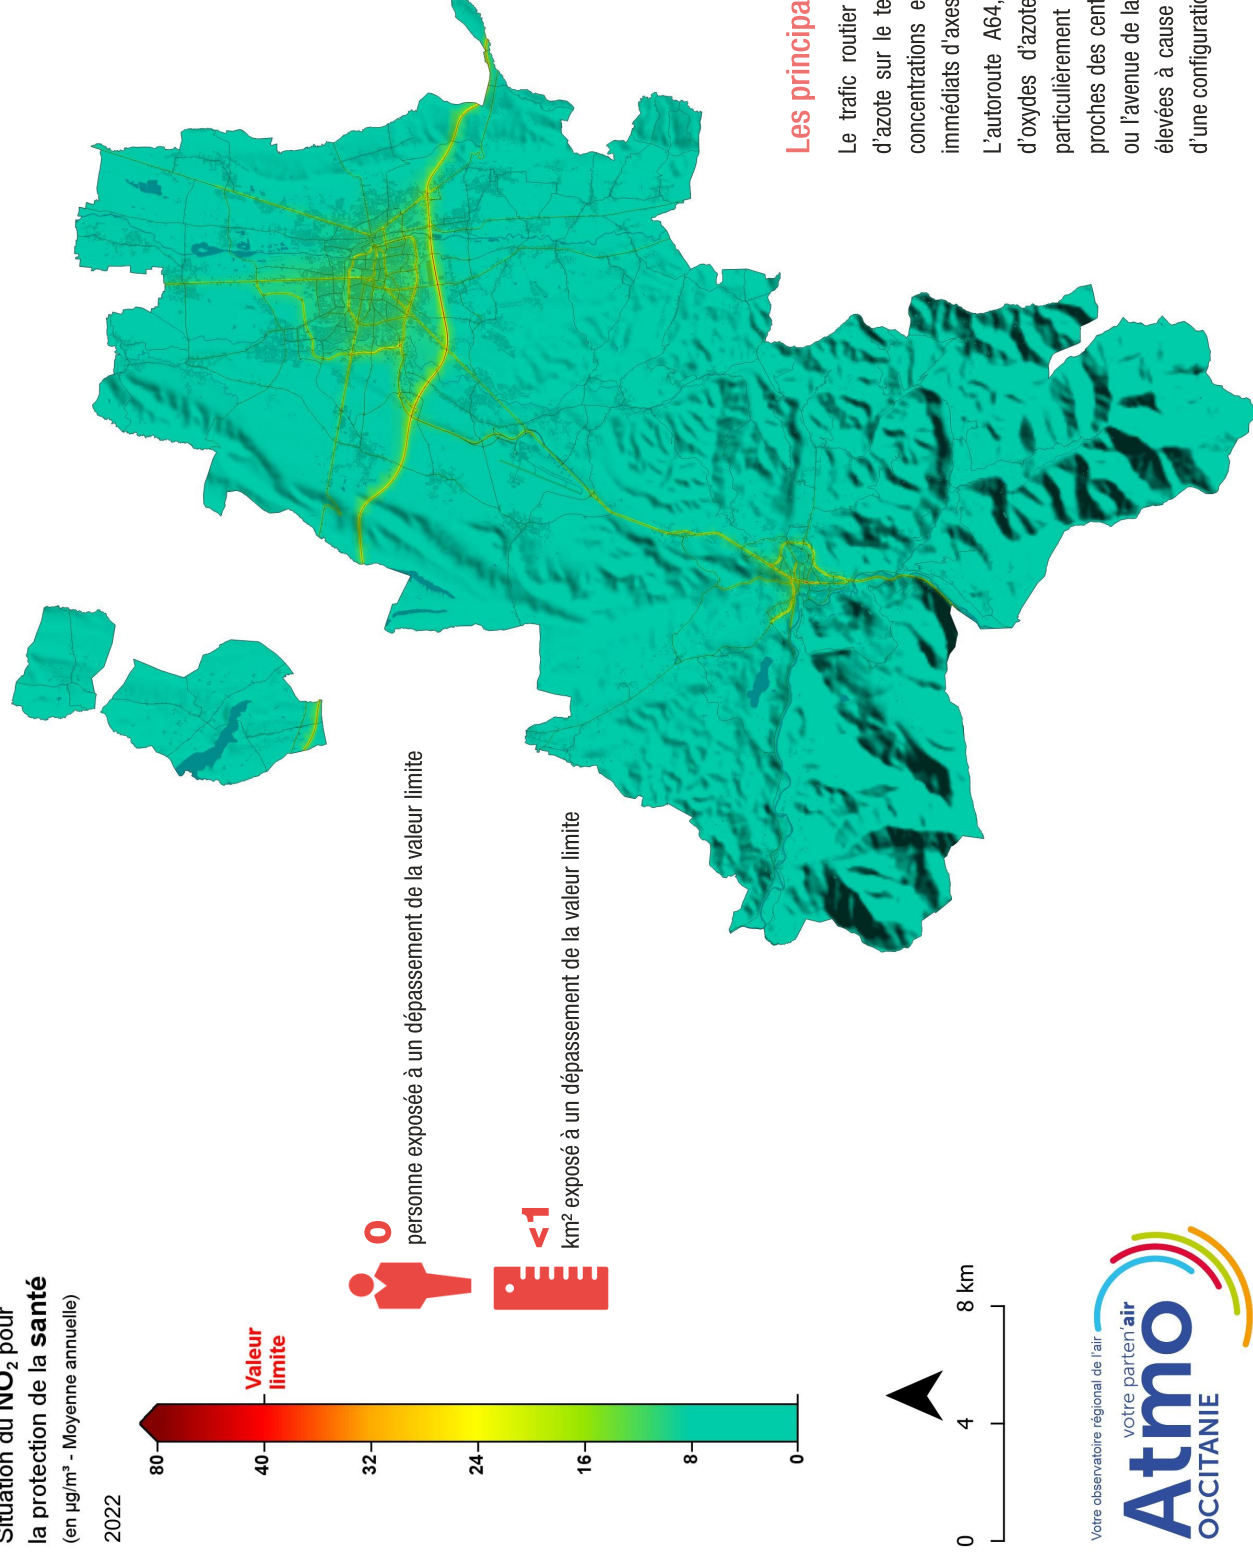 Situation du NO₂ pour
la protection de la santé
(en µg/m³ - Moyenne annuelle)
2022
80
40
32
24
16
8
0
Valeur
limite
0
personne exposée à un dépassement de la valeur limite
<1
km² exposé à un dépassement de la valeur limite
0 4 8 km
Votre observatoire régional de l'air
votre parten'air
Atmo
OCCITANIE
Les principa
Le trafic routier
d’azote sur le te
concentrations e
immédiats d'axes
L’autoroute A64,
d’oxydes d’azote
particulièrement
proches des cent
ou l’avenue de la
élevées à cause
d’une configuratio